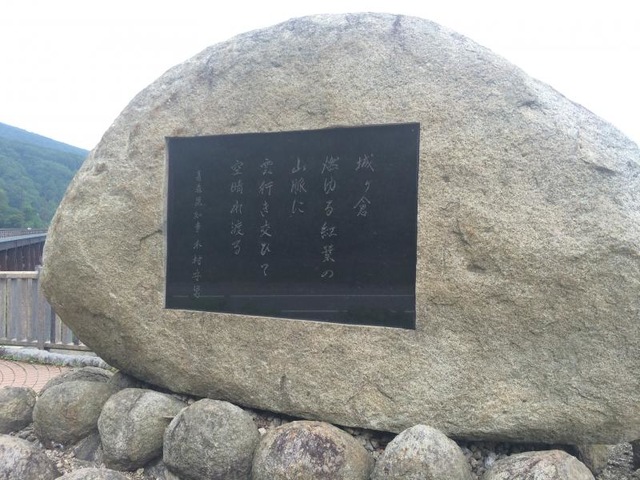 城ヶ倉
燃ゆる紅葉の
山脈に
雲行き交ひて
空晴れ渡る
青森県知事 木村守男